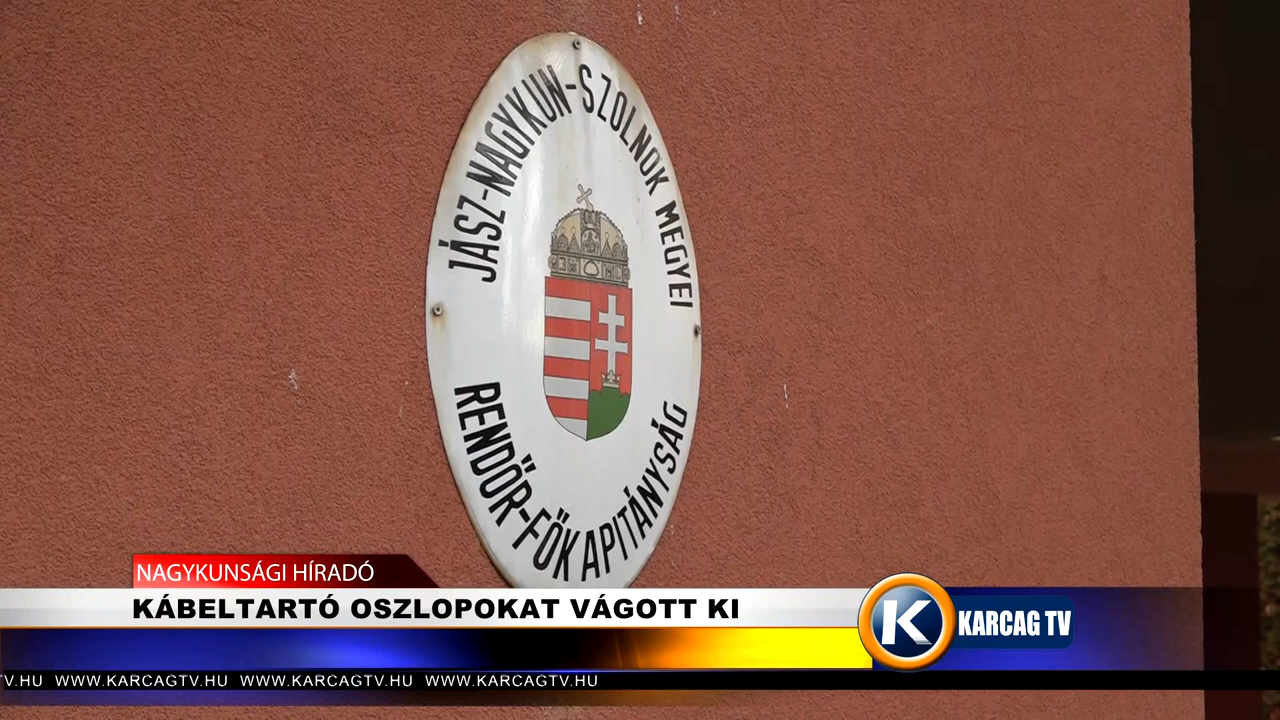 JÁSZ-NAGYKUN-SZOLNOK MEGYEI
RENDŐR-FŐKAPITÁNYSÁG
NAGYKUNSÁGI HÍRADÓ
KÁBELTARTÓ OSZLOPOKAT VÁGOTT KI
K KARCAG TV
TV.HU WWW.KARCAGTV.HU WWW.KARCAGTV.HU WWW.KARCAGTV.HU